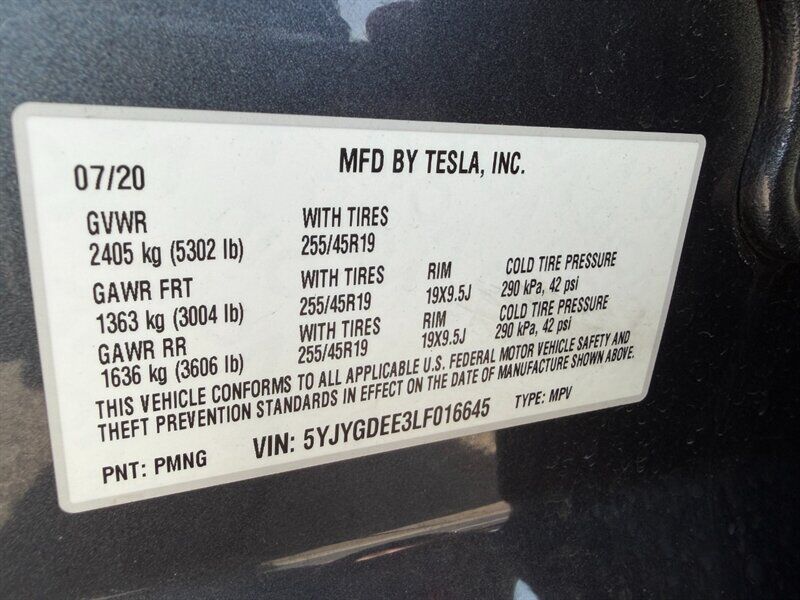 07/20 MFD BY TESLA, INC.
GVWR WITH TIRES
2405 kg (5302 lb) 255/45R19
GAWR FRT WITH TIRES RIM COLD TIRE PRESSURE
1363 kg (3004 lb) 255/45R19 19X9.5J 290 kPa, 42 psi
GAWR RR WITH TIRES RIM COLD TIRE PRESSURE
1636 kg (3606 lb) 255/45R19 19X9.5J 290 kPa, 42 psi
THIS VEHICLE CONFORMS TO ALL APPLICABLE U.S. FEDERAL MOTOR VEHICLE SAFETY AND
THEFT PREVENTION STANDARDS IN EFFECT ON THE DATE OF MANUFACTURE SHOWN ABOVE.
PNT: PMNG VIN: 5YJYGDEE3LF016645 TYPE: MPV